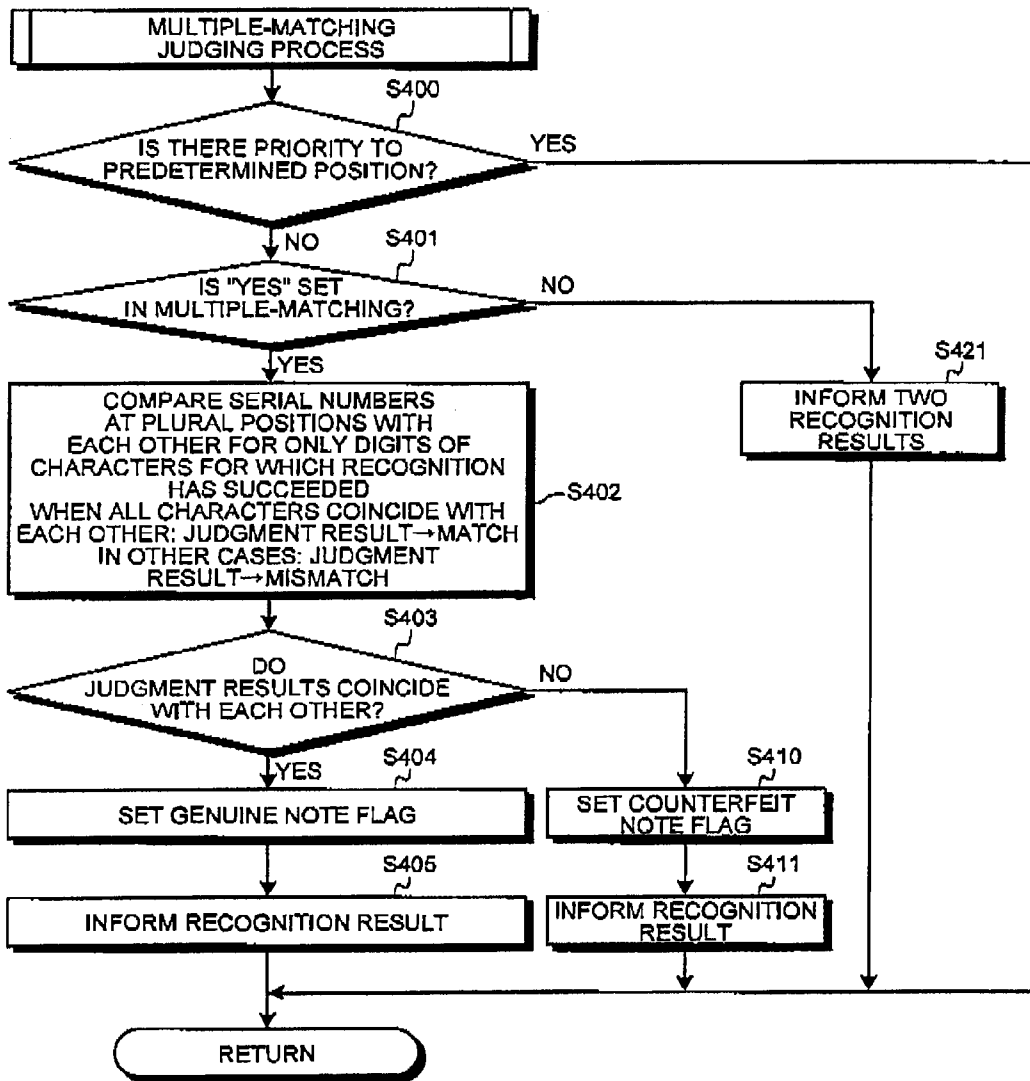 MULTIPLE-MATCHING
JUDGING PROCESS
S400
IS THERE PRIORITY TO
PREDETERMINED POSITION?
YES
NO
S401
IS "YES" SET
IN MULTIPLE-MATCHING?
NO
YES
S421
INFORM TWO
RECOGNITION
RESULTS
COMPARE SERIAL NUMBERS
AT PLURAL POSITIONS WITH
EACH OTHER FOR ONLY DIGITS OF
CHARACTERS FOR WHICH RECOGNITION
HAS SUCCEEDED
WHEN ALL CHARACTERS COINCIDE WITH
EACH OTHER: JUDGMENT RESULT→MATCH
IN OTHER CASES: JUDGMENT
RESULT→MISMATCH
S402
S403
DO
JUDGMENT RESULTS COINCIDE
WITH EACH OTHER?
NO
YES
S404
SET GENUINE NOTE FLAG
S410
SET COUNTERFEIT
NOTE FLAG
S405
INFORM RECOGNITION RESULT
S411
INFORM RECOGNITION
RESULT
RETURN